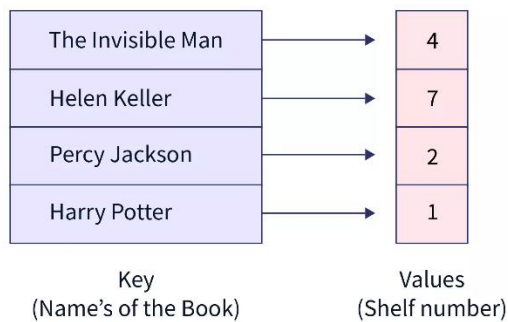 The Invisible Man 4
Helen Keller 7
Percy Jackson 2
Harry Potter 1
Key Values
(Name's of the Book) (Shelf number)